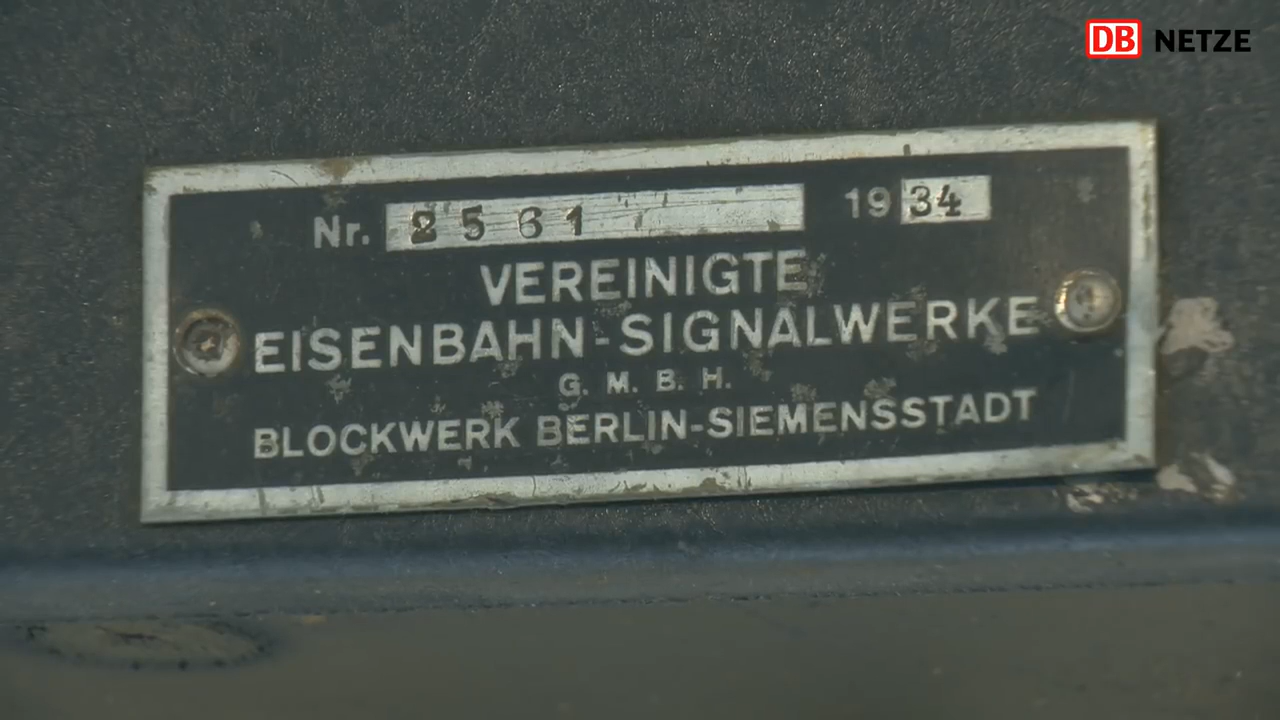 DB NETZE
Nr. 2561 1934
VEREINIGTE
EISENBAHN-SIGNALWERKE
G. M. B. H.
BLOCKWERK BERLIN-SIEMENSSTADT